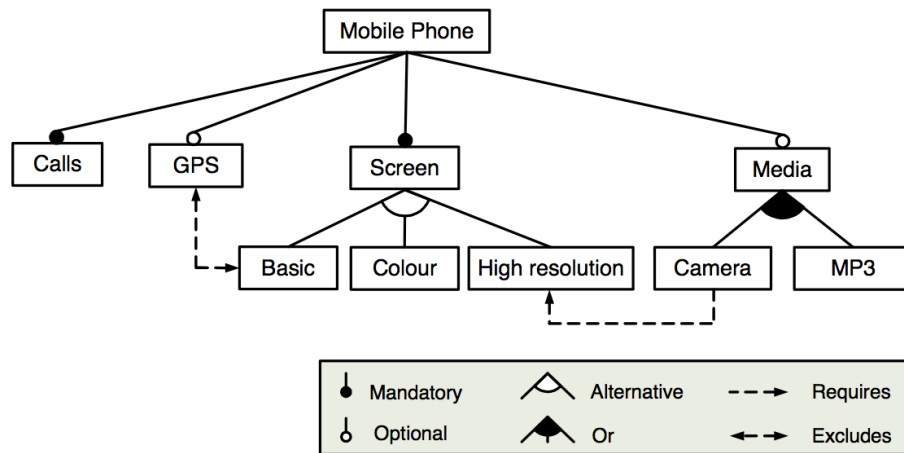 Mobile Phone
Calls
GPS
Screen
Media
Basic
Colour
High resolution
Camera
MP3
Mandatory
Alternative
Requires
Optional
Or
Excludes